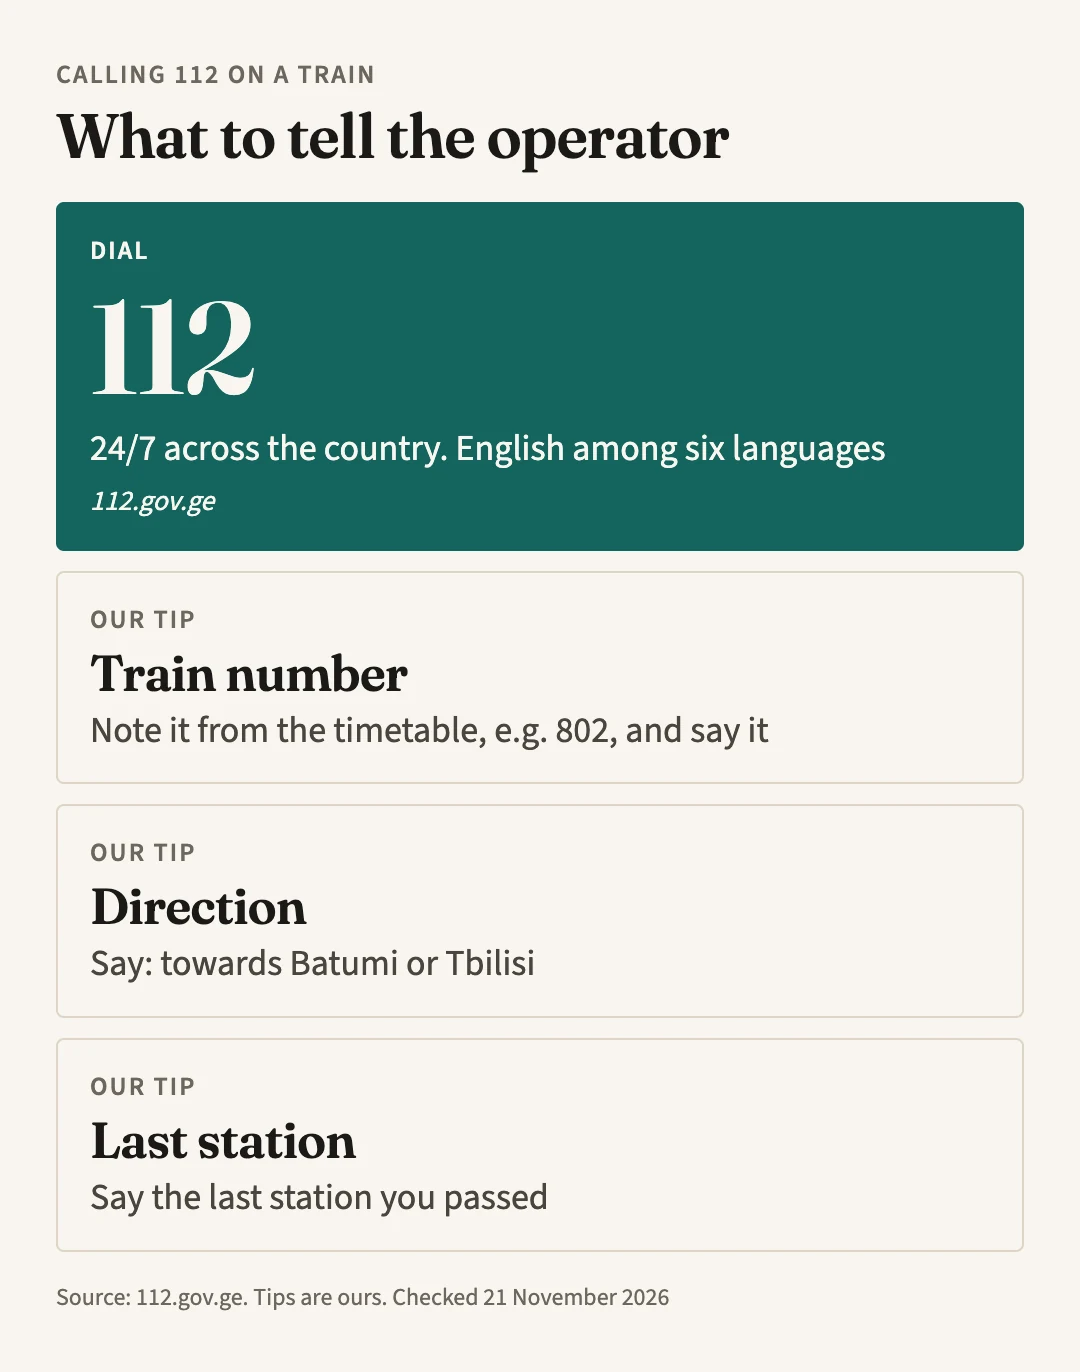 CALLING 112 ON A TRAIN
What to tell the operator
DIAL
112
24/7 across the country. English among six languages
112.gov.ge
OUR TIP
Train number
Note it from the timetable, e.g. 802, and say it
OUR TIP
Direction
Say: towards Batumi or Tbilisi
OUR TIP
Last station
Say the last station you passed
Source: 112.gov.ge. Tips are ours. Checked 21 November 2026